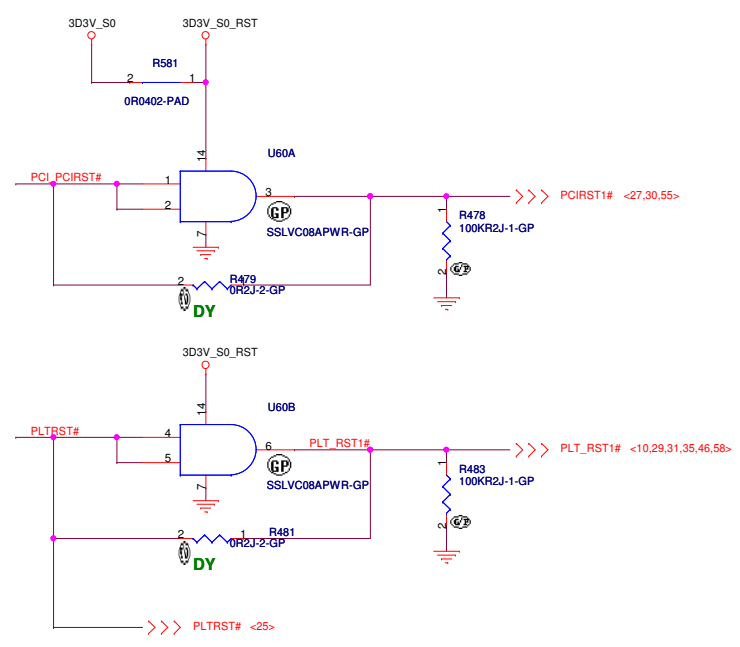 3D3V_S0
3D3V_S0_RST
R581
2
1
0R0402-PAD
14
U60A
PCI_PCIRST#
1
2
3
GP
SSLVC08APWR-GP
7
PCIRST1# <27,30,55>
1
R478
100KR2J-1-GP
2
G/P
2
R479
1
0R2J-2-GP
DY
3D3V_S0_RST
14
U60B
PLTRST#
4
5
6
PLT_RST1#
GP
SSLVC08APWR-GP
7
PLT_RST1# <10,29,31,35,46,58>
1
R483
100KR2J-1-GP
2
G/P
2
1
R481
0R2J-2-GP
DY
PLTRST# <25>